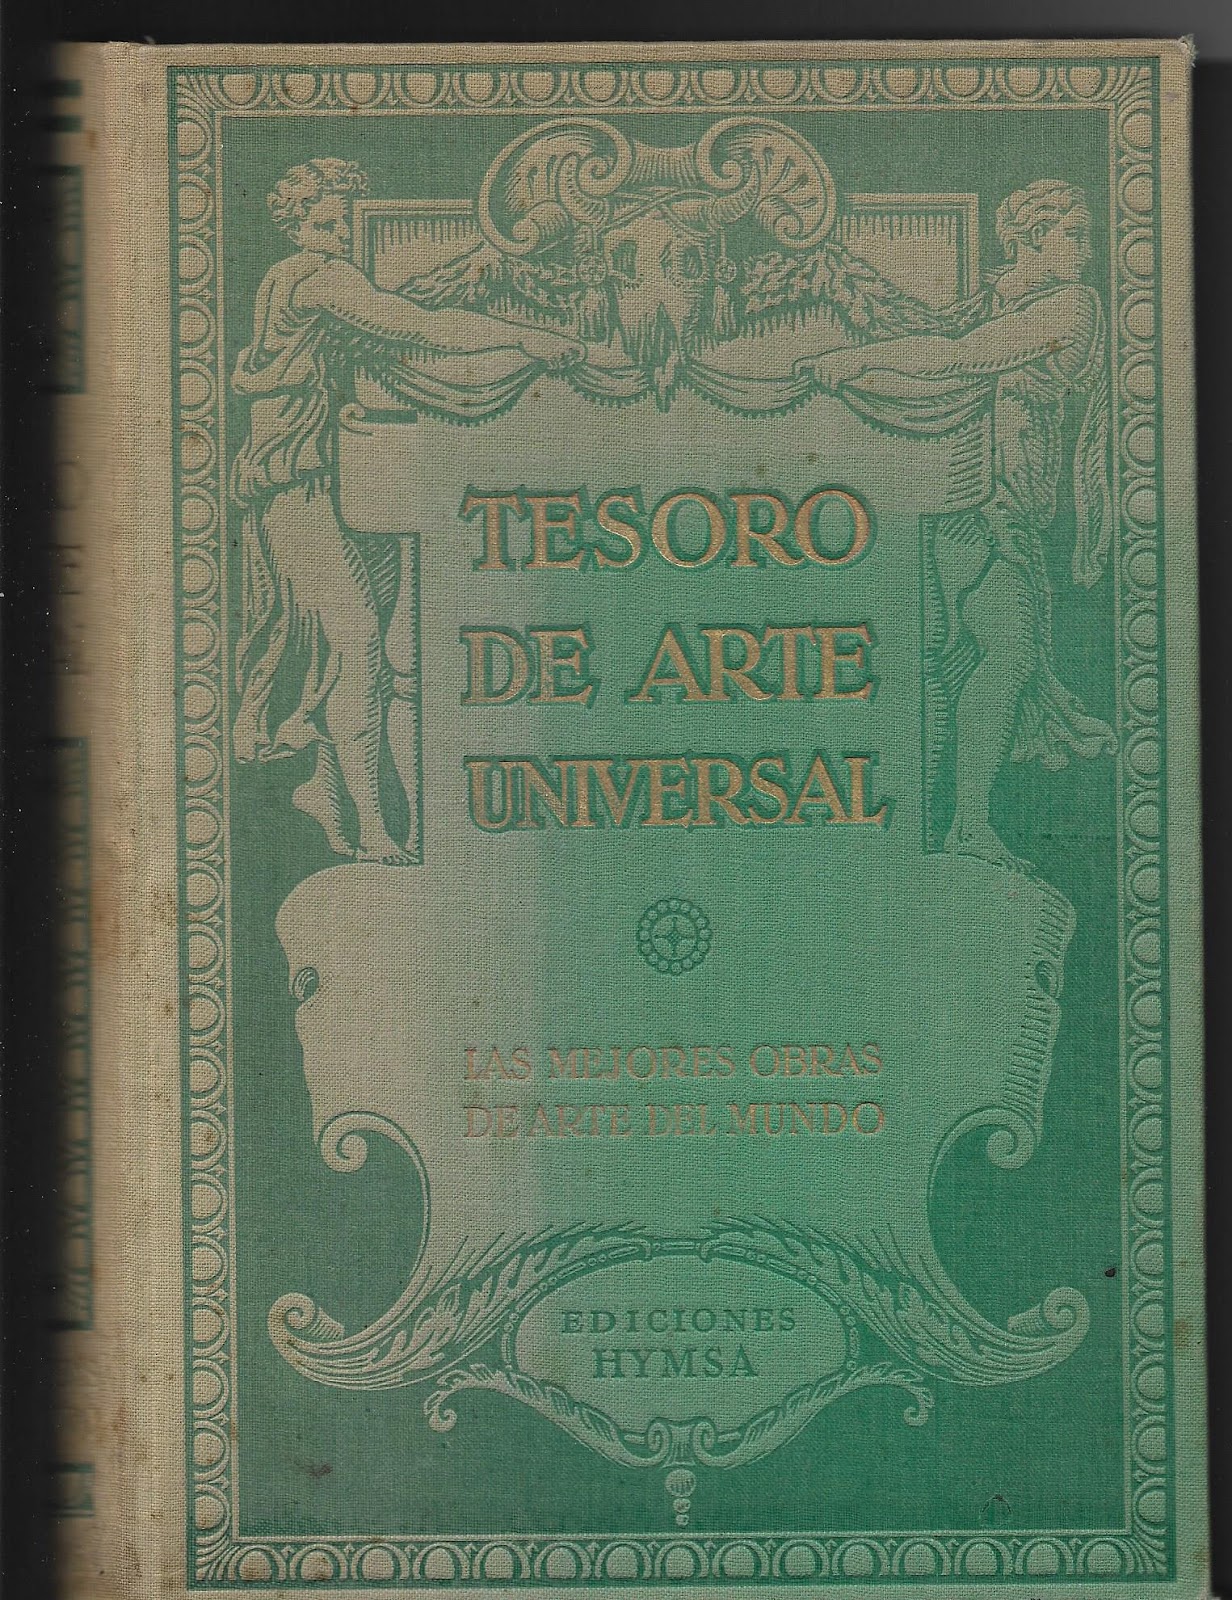 TESORO
DE ARTE
UNIVERSAL
LAS MEJORES OBRAS
DE ARTE DEL MUNDO
EDICIONES
HYMSA